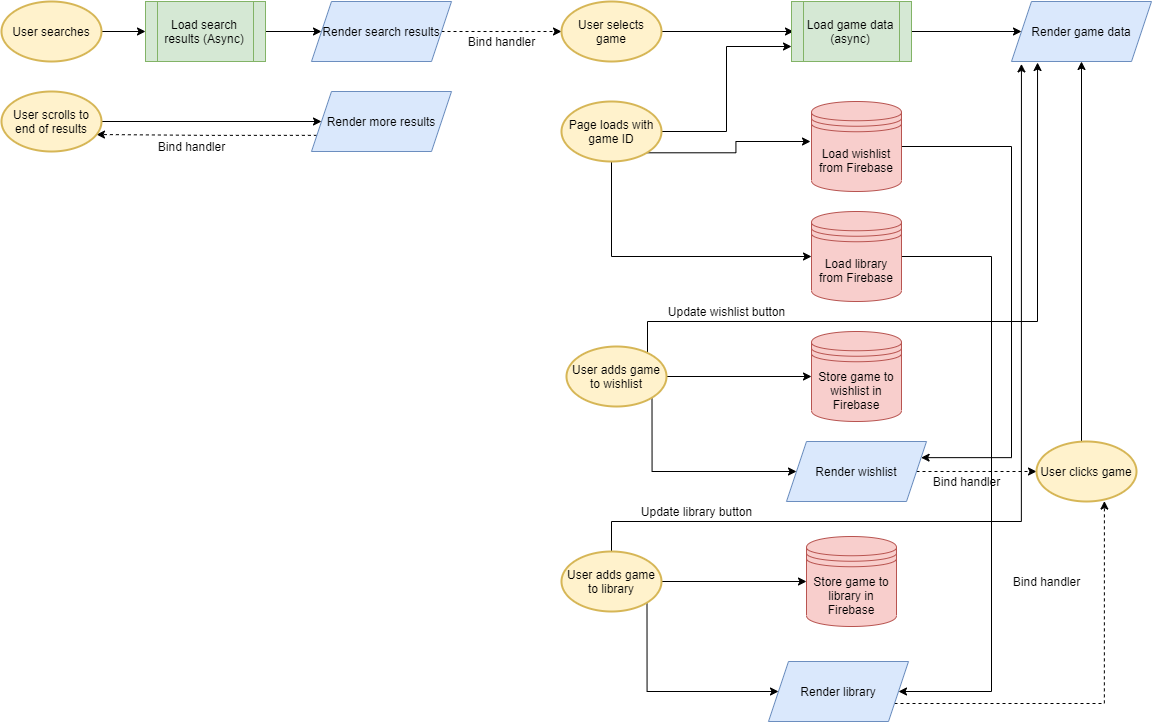 User searches
Load search
results (Async)
Render search results
Bind handler
User selects
game
Load game data
(async)
Render game data
User scrolls to
end of results
Render more results
Bind handler
Page loads with
game ID
Load wishlist
from Firebase
Load library
from Firebase
Update wishlist button
User adds game
to wishlist
Store game to
wishlist in
Firebase
Render wishlist
Bind handler
User clicks game
Update library button
User adds game
to library
Store game to
library in
Firebase
Bind handler
Render library